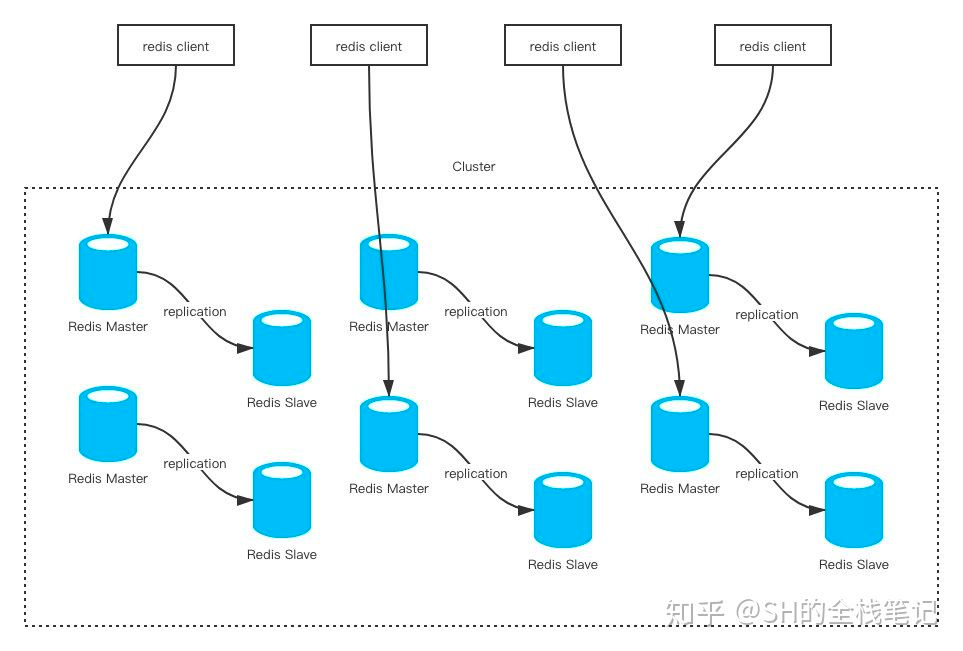 redis client
redis client
redis client
redis client
Cluster
replication
replication
replication
Redis Master
Redis Master
Redis Master
Redis Slave
Redis Slave
Redis Slave
replication
replication
replication
Redis Master
Redis Master
Redis Master
Redis Slave
Redis Slave
Redis Slave
知乎 @SH的全栈笔记